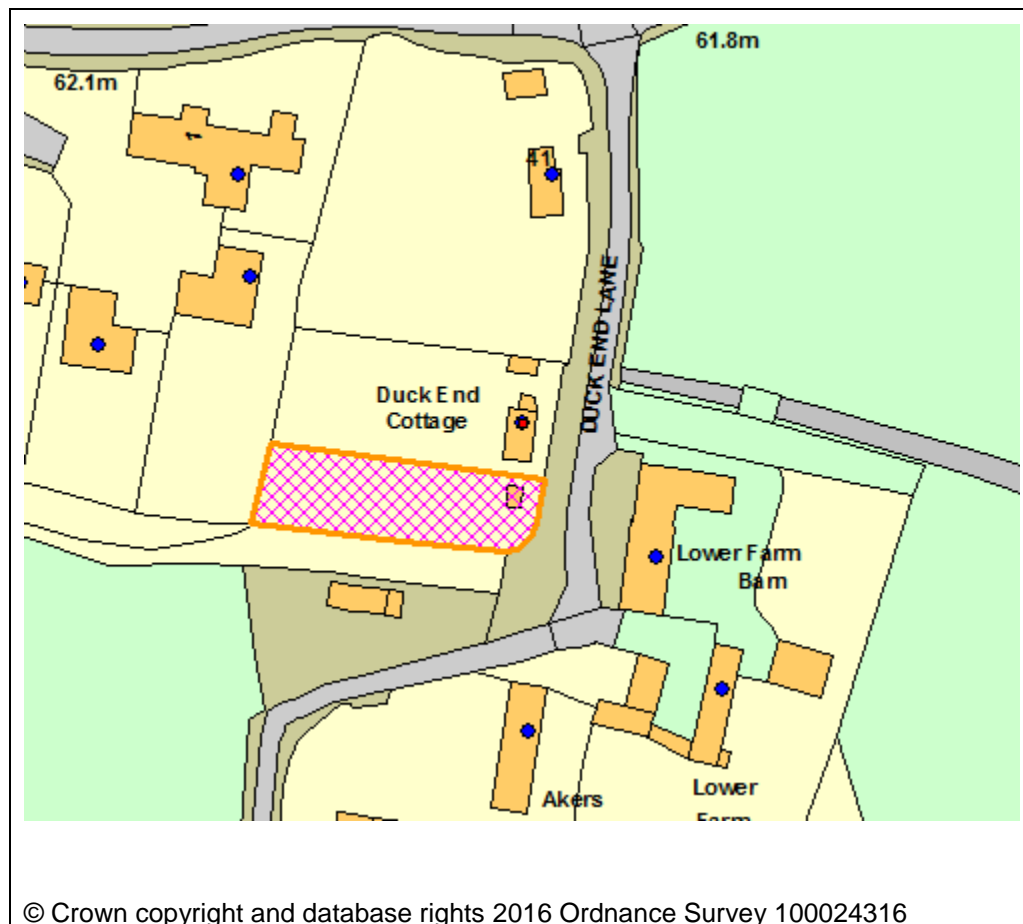 61.8m
62.1m
1
41
DUCK END LANE
Duck End
Cottage
Lower Farm
Barn
Akers
Lower
Farm
© Crown copyright and database rights 2016 Ordnance Survey 100024316